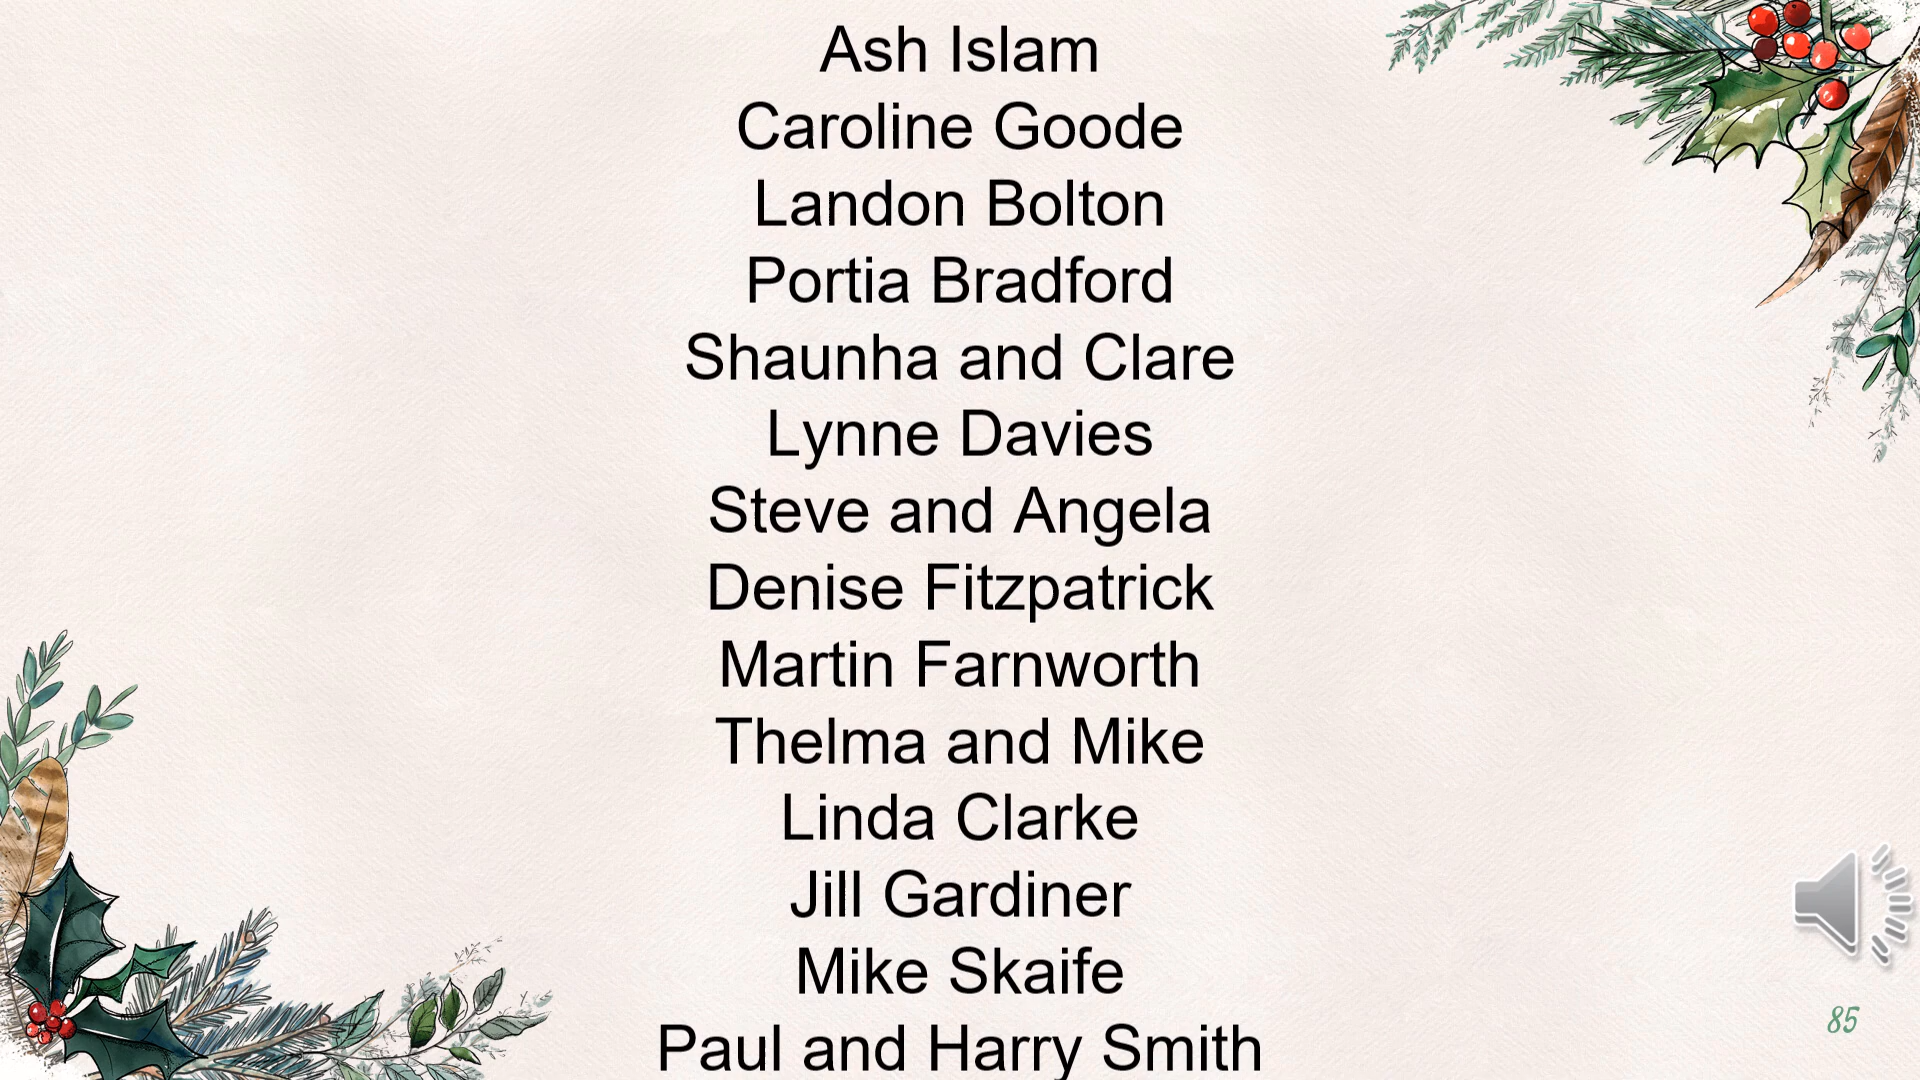 Ash Islam
Caroline Goode
Landon Bolton
Portia Bradford
Shaunha and Clare
Lynne Davies
Steve and Angela
Denise Fitzpatrick
Martin Farnworth
Thelma and Mike
Linda Clarke
Jill Gardiner
Mike Skaife
Paul and Harry Smith
85